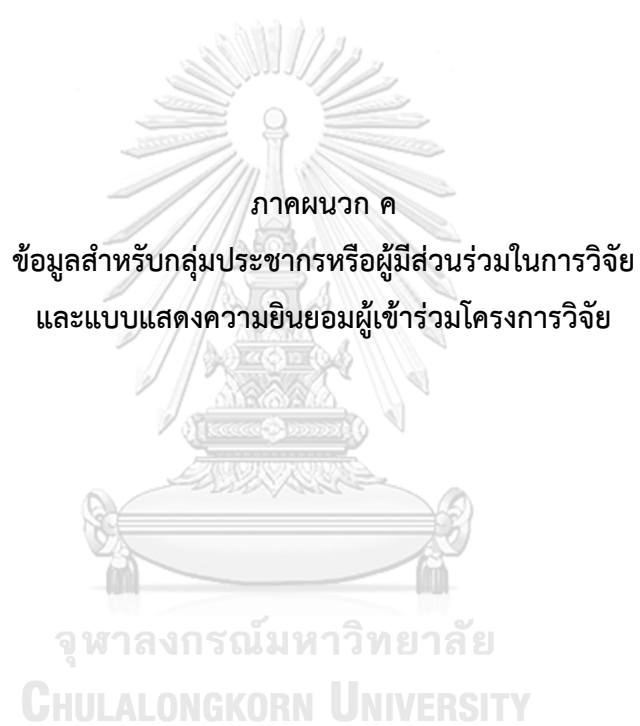 ภาคผนวก ค
ข้อมูลสำหรับกลุ่มประชากรหรือผู้มีส่วนร่วมในการวิจัย
และแบบแสดงความยินยอมผู้เข้าร่วมโครงการวิจัย
จุฬาลงกรณ์มหาวิทยาลัย
CHULALONGKORN UNIVERSITY